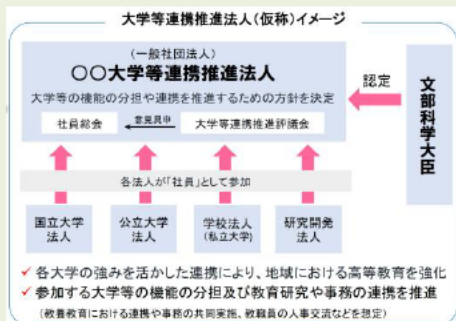 大学等連携推進法人(仮称)イメージ
(一般社団法人)
〇〇大学等連携推進法人
大学等の機能の分担や連携を推進するための方針を決定
社員総会
意見具申
大学等連携推進評議会
認定
文部科学大臣
各法人が「社員」として参加
国立大学
法人
公立大学
法人
学校法人
(私立大学)
研究開発
法人
✓ 各大学の強みを活かした連携により、地域における高等教育を強化
✓ 参加する大学等の機能の分担及び教育研究や事務の連携を推進
(教養教育における連携や事務の共同実施、教職員の人事交流などを想定)